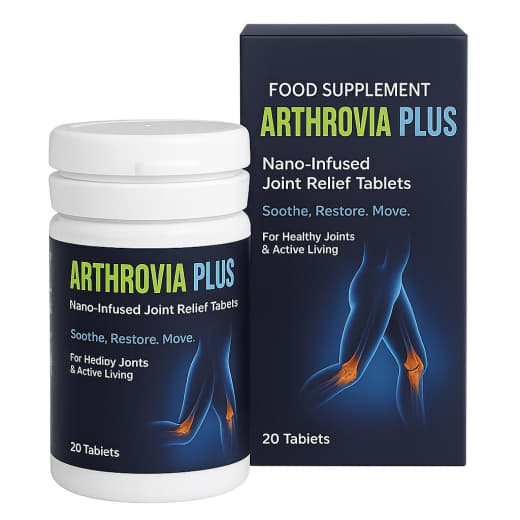 FOOD SUPPLEMENT
ARTHROVIA PLUS
Nano-Infused
Joint Relief Tablets
Soothe, Restore. Move.
For Healthy Joints
& Active Living
20 Tabiets
ARTHROVIA PLUS
Nano-Infused Joint Relief Tabets
Soothe, Restore. Move.
For Hedioy Jonts
& Active Living
20 Tablets